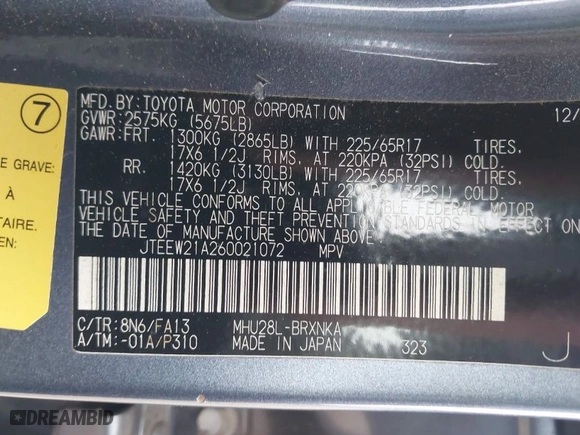 7
E GRAVE:
À
TAIRE.
EN:
MFD. BY: TOYOTA MOTOR CORPORATION 12/
GVWR: 2575KG (5675LB)
GAWR: FRT. 1300KG (2865LB) WITH 225/65R17 TIRES,
17X6 1/2J RIMS, AT 220KPA (32PSI) COLD.
RR. 1420KG (3130LB) WITH 225/65R17 TIRES,
17X6 1/2J RIMS, AT 220KPA (32PSI) COLD.
THIS VEHICLE CONFORMS TO ALL APPLICABLE FEDERAL MOTOR
VEHICLE SAFETY AND THEFT PREVENTION STANDARDS IN EFFECT ON
THE DATE OF MANUFACTURE SHOWN ABOVE.
JTEEW21A260021072 MPV
C/TR: 8N6/FA13 MHU28L-BRXNKA
A/TM: -01A/P310 MADE IN JAPAN 323
J
DREAMBID